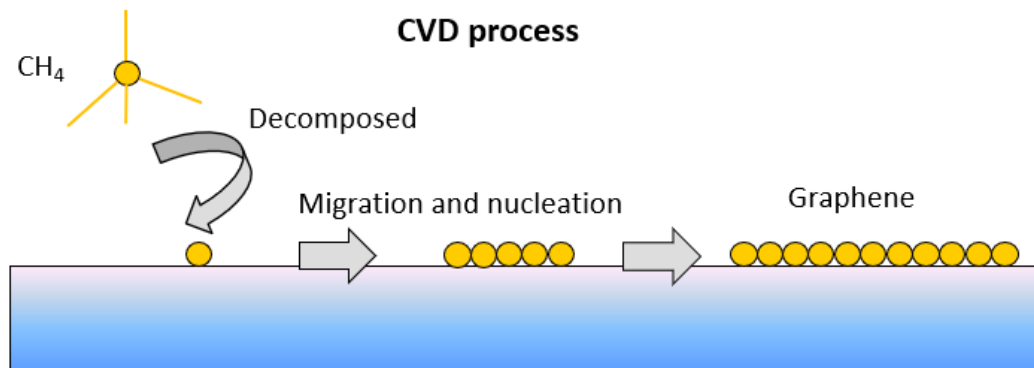 CVD process
CH₄
Decomposed
Migration and nucleation
Graphene